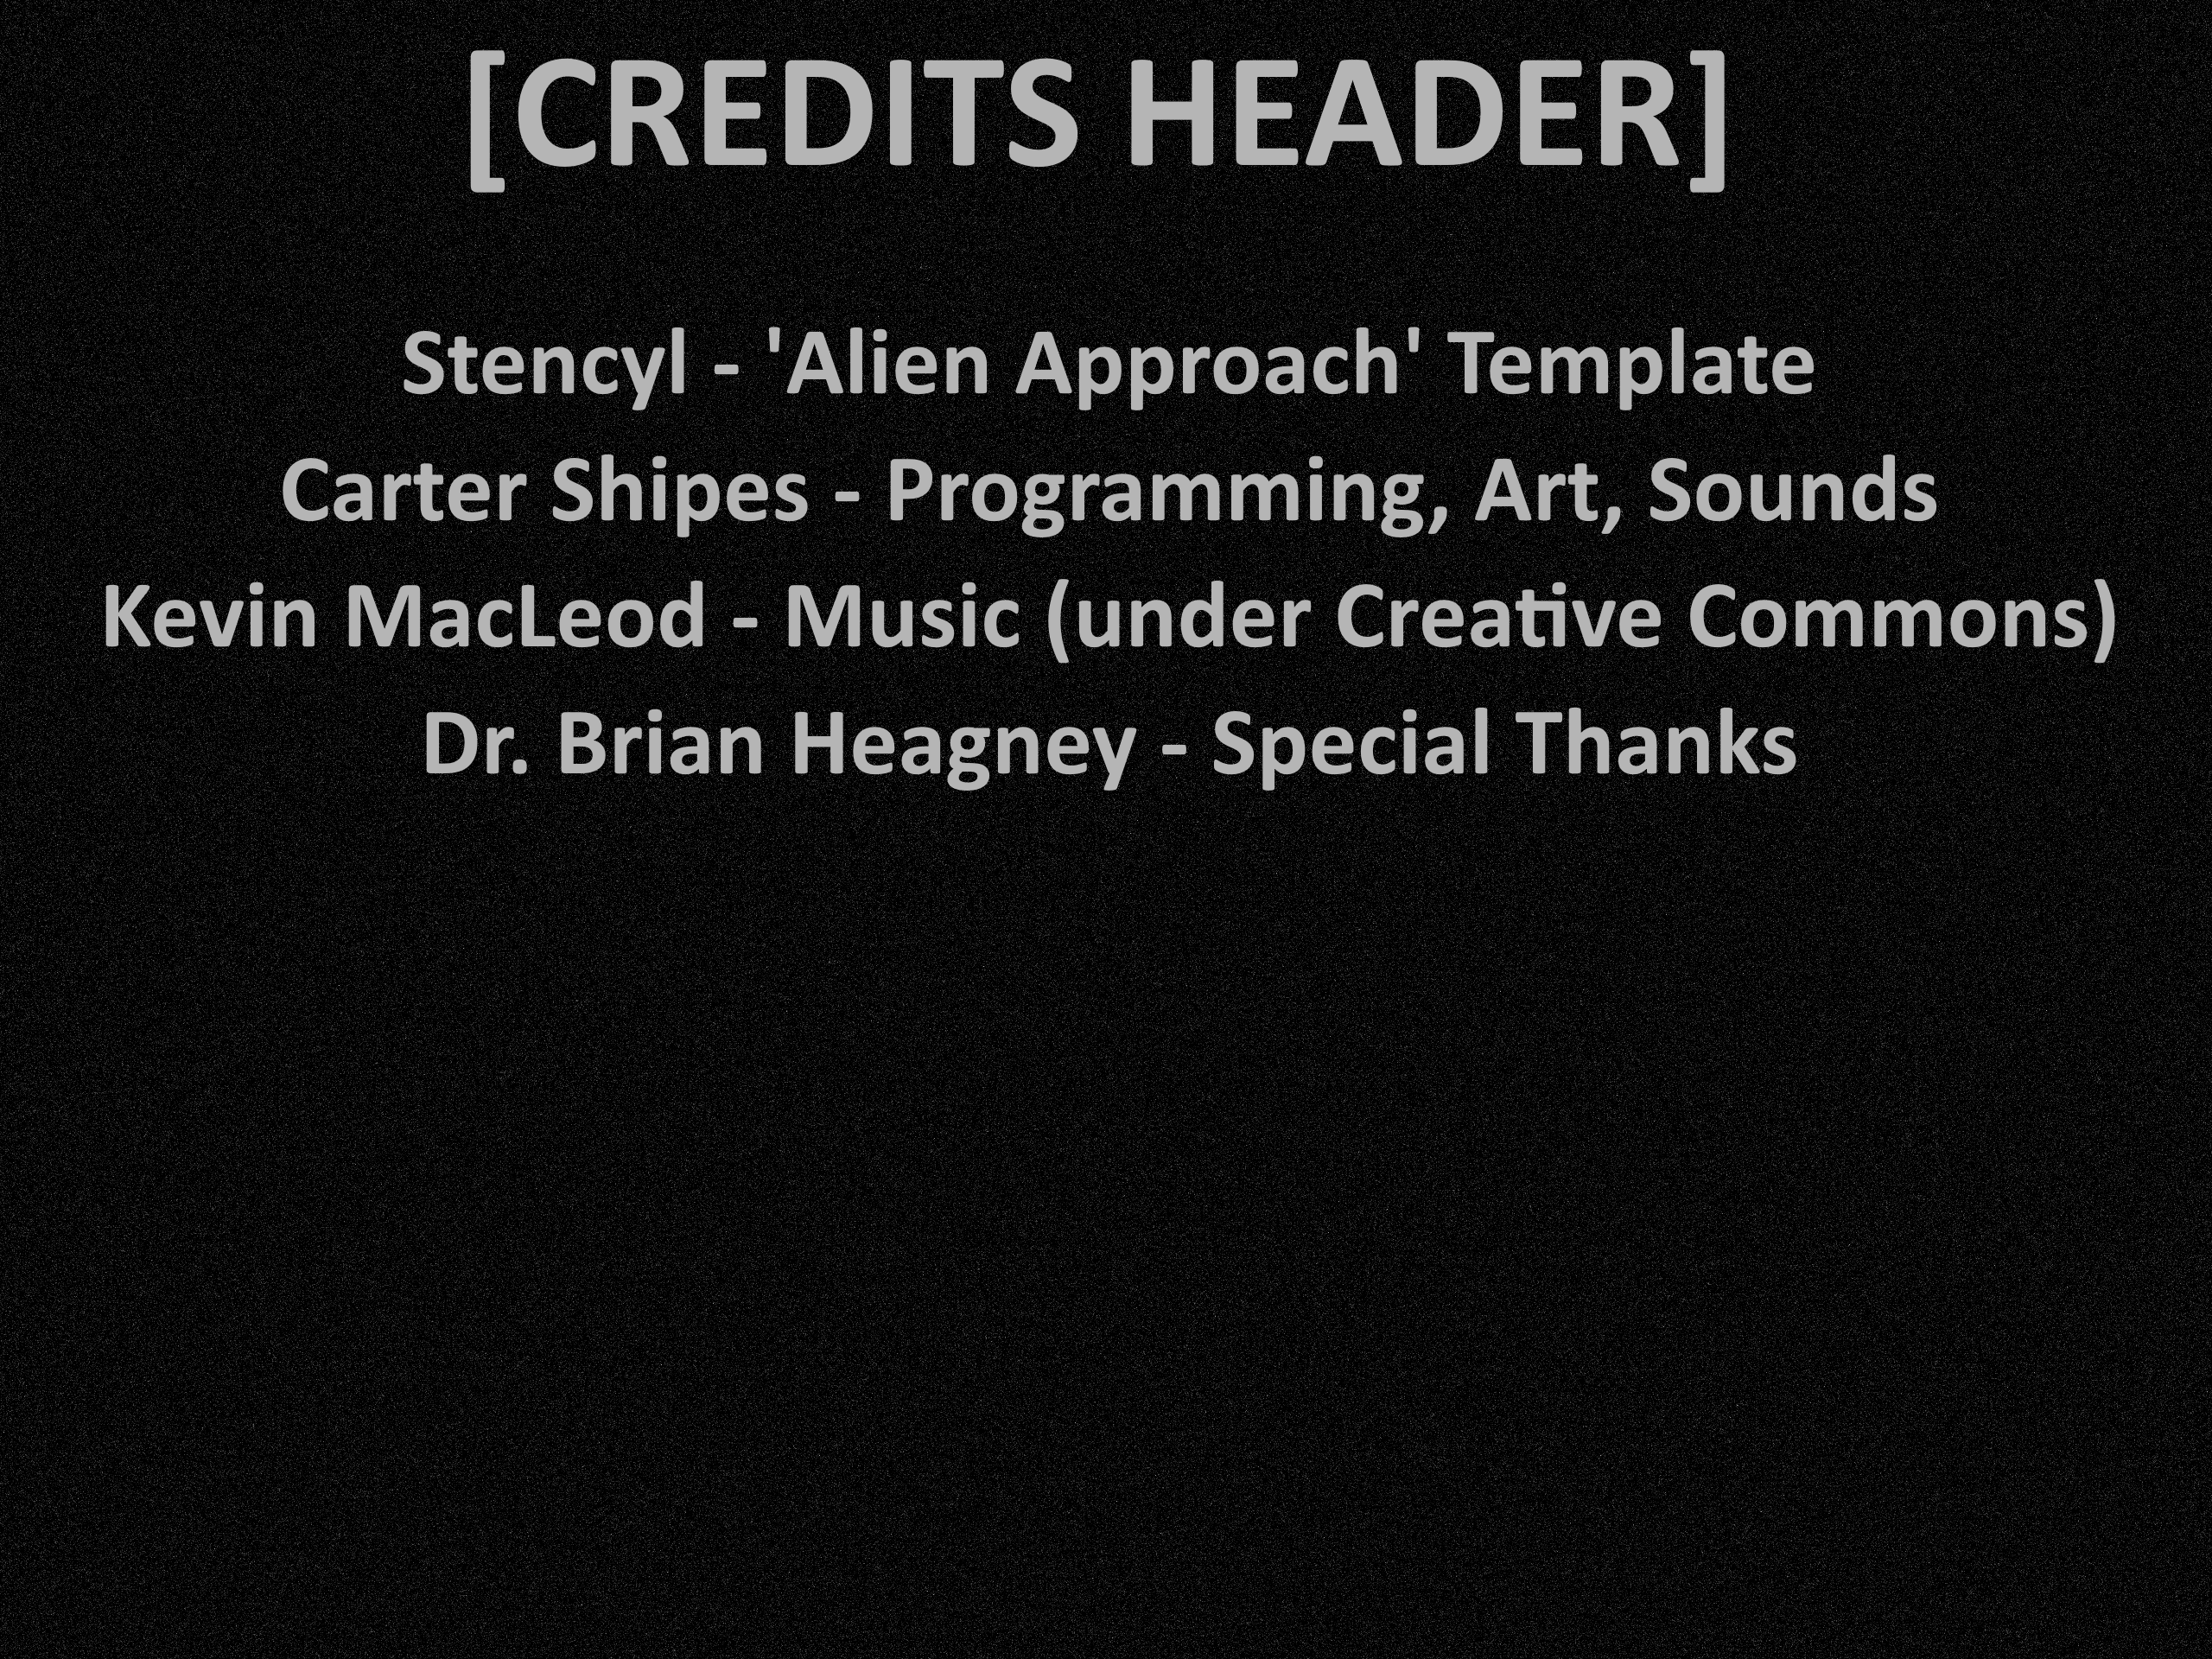 [CREDITS HEADER]
Stencyl - 'Alien Approach' Template
Carter Shipes - Programming, Art, Sounds
Kevin MacLeod - Music (under Creative Commons)
Dr. Brian Heagney - Special Thanks